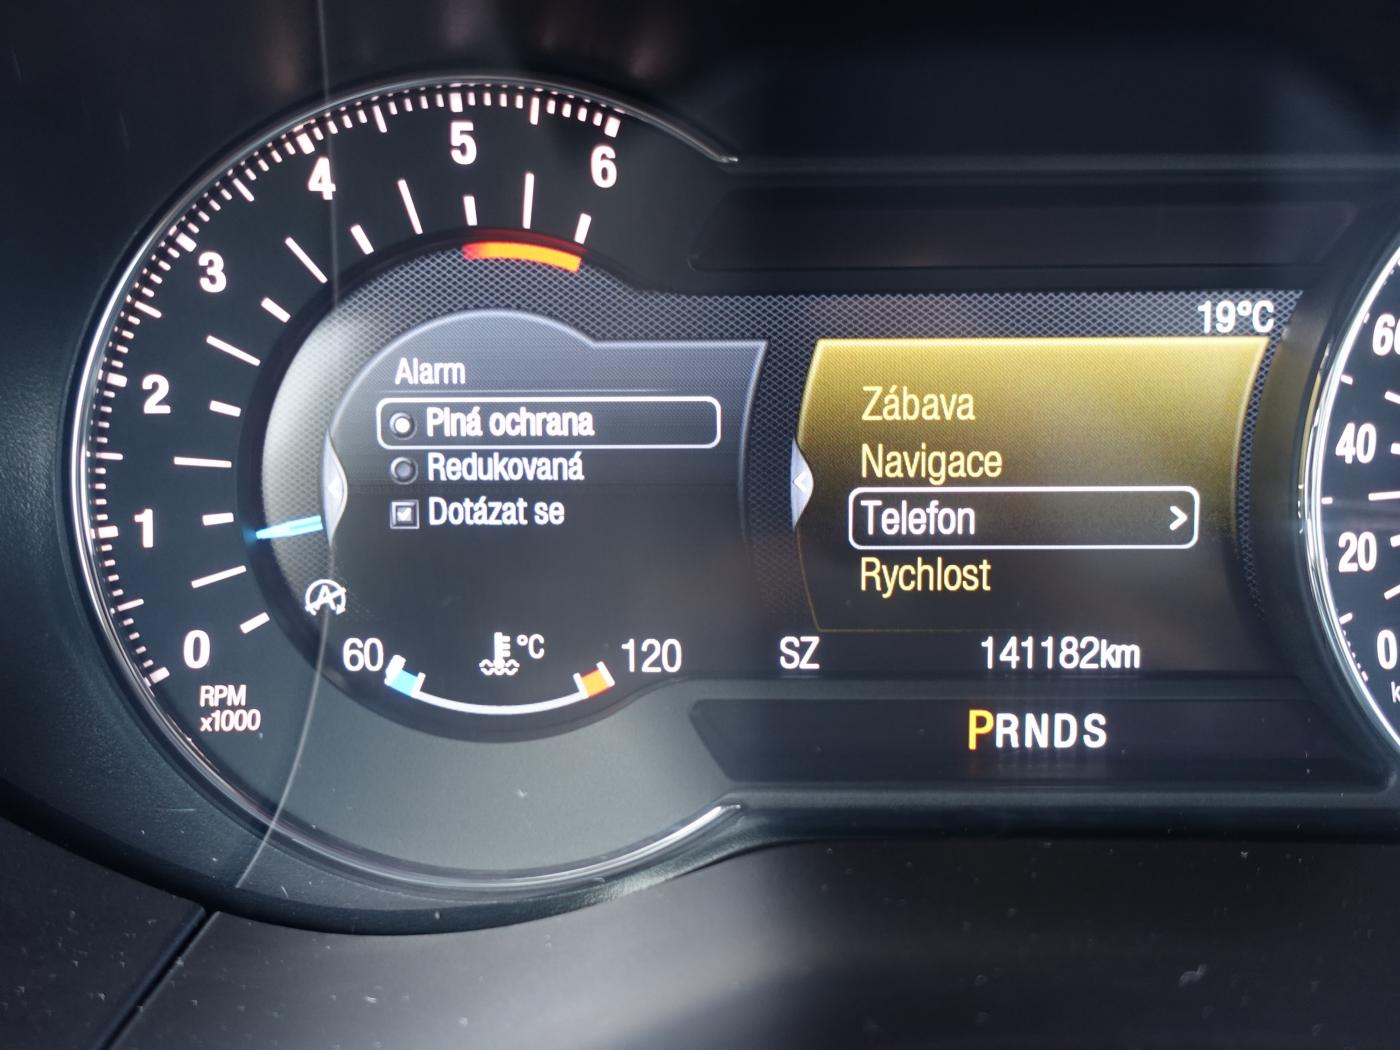 6
5
4
3
2
1
0
RPM
x1000
Alarm
Plná ochrana
Redukovaná
Dotázat se
A
60
°C
120
19°C
Zábava
Navigace
Telefon >
Rychlost
SZ 141182km
PRNDS
40
20
0